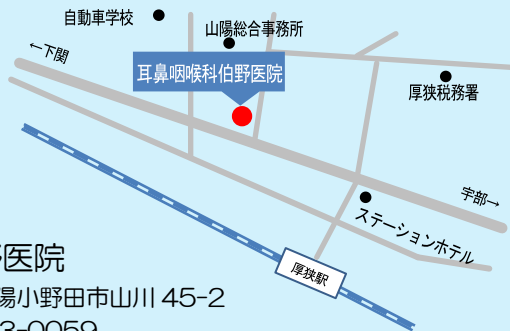 自動車学校
山陽総合事務所
←下関
耳鼻咽喉科伯野医院
厚狭税務署
宇部→
ステーションホテル
厚狭駅
医院
陽小野田市山川 45-2
3-0059